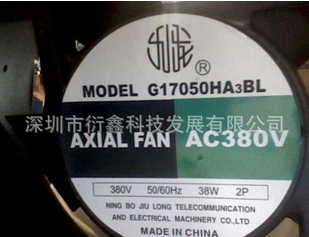 ®
MODEL G17050HA3BL
深圳市衍鑫科技发展有限公司
AXIAL FAN AC380V
380V 50/60Hz 38W 2P
NING BO JIU LONG TELECOMMUNICATION
AND ELECTRICAL MACHINERY CO.,LTD
MADE IN CHINA